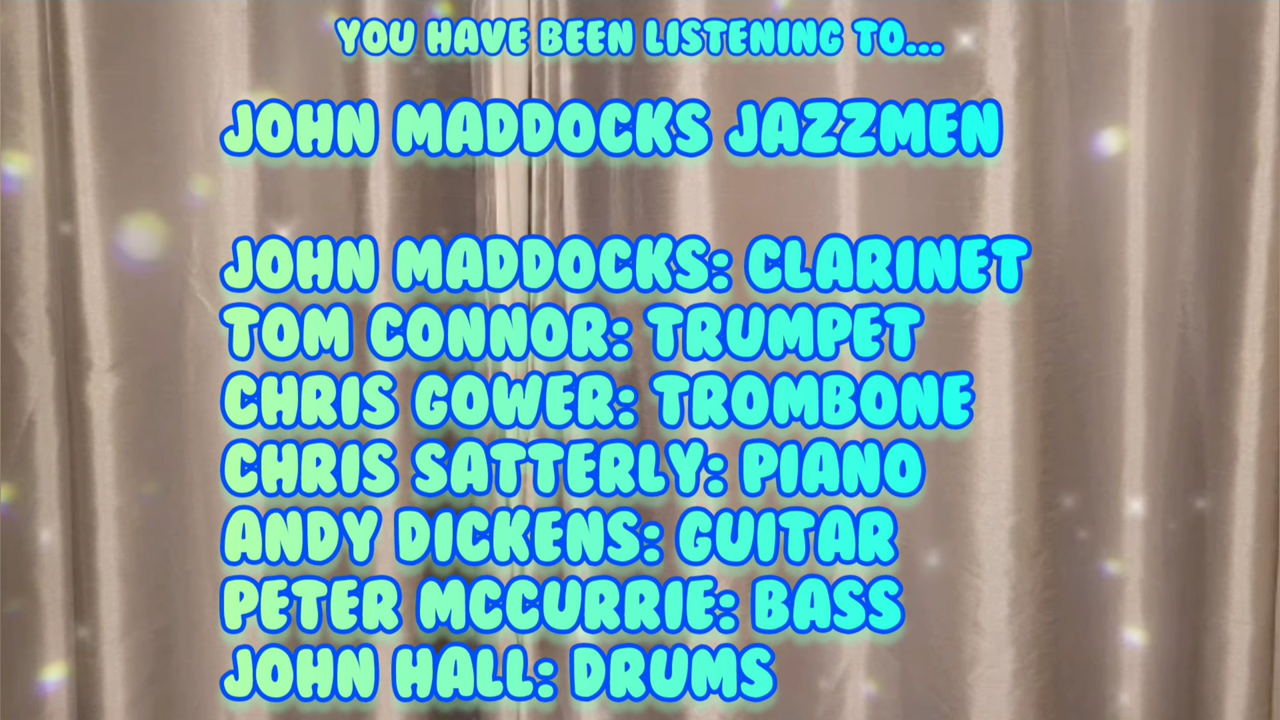 YOU HAVE BEEN LISTENING TO...
JOHN MADDOCKS JAZZMEN
JOHN MADDOCKS: CLARINET
TOM CONNOR: TRUMPET
CHRIS GOWER: TROMBONE
CHRIS SATTERLY: PIANO
ANDY DICKENS: GUITAR
PETER MCCURRIE: BASS
JOHN HALL: DRUMS